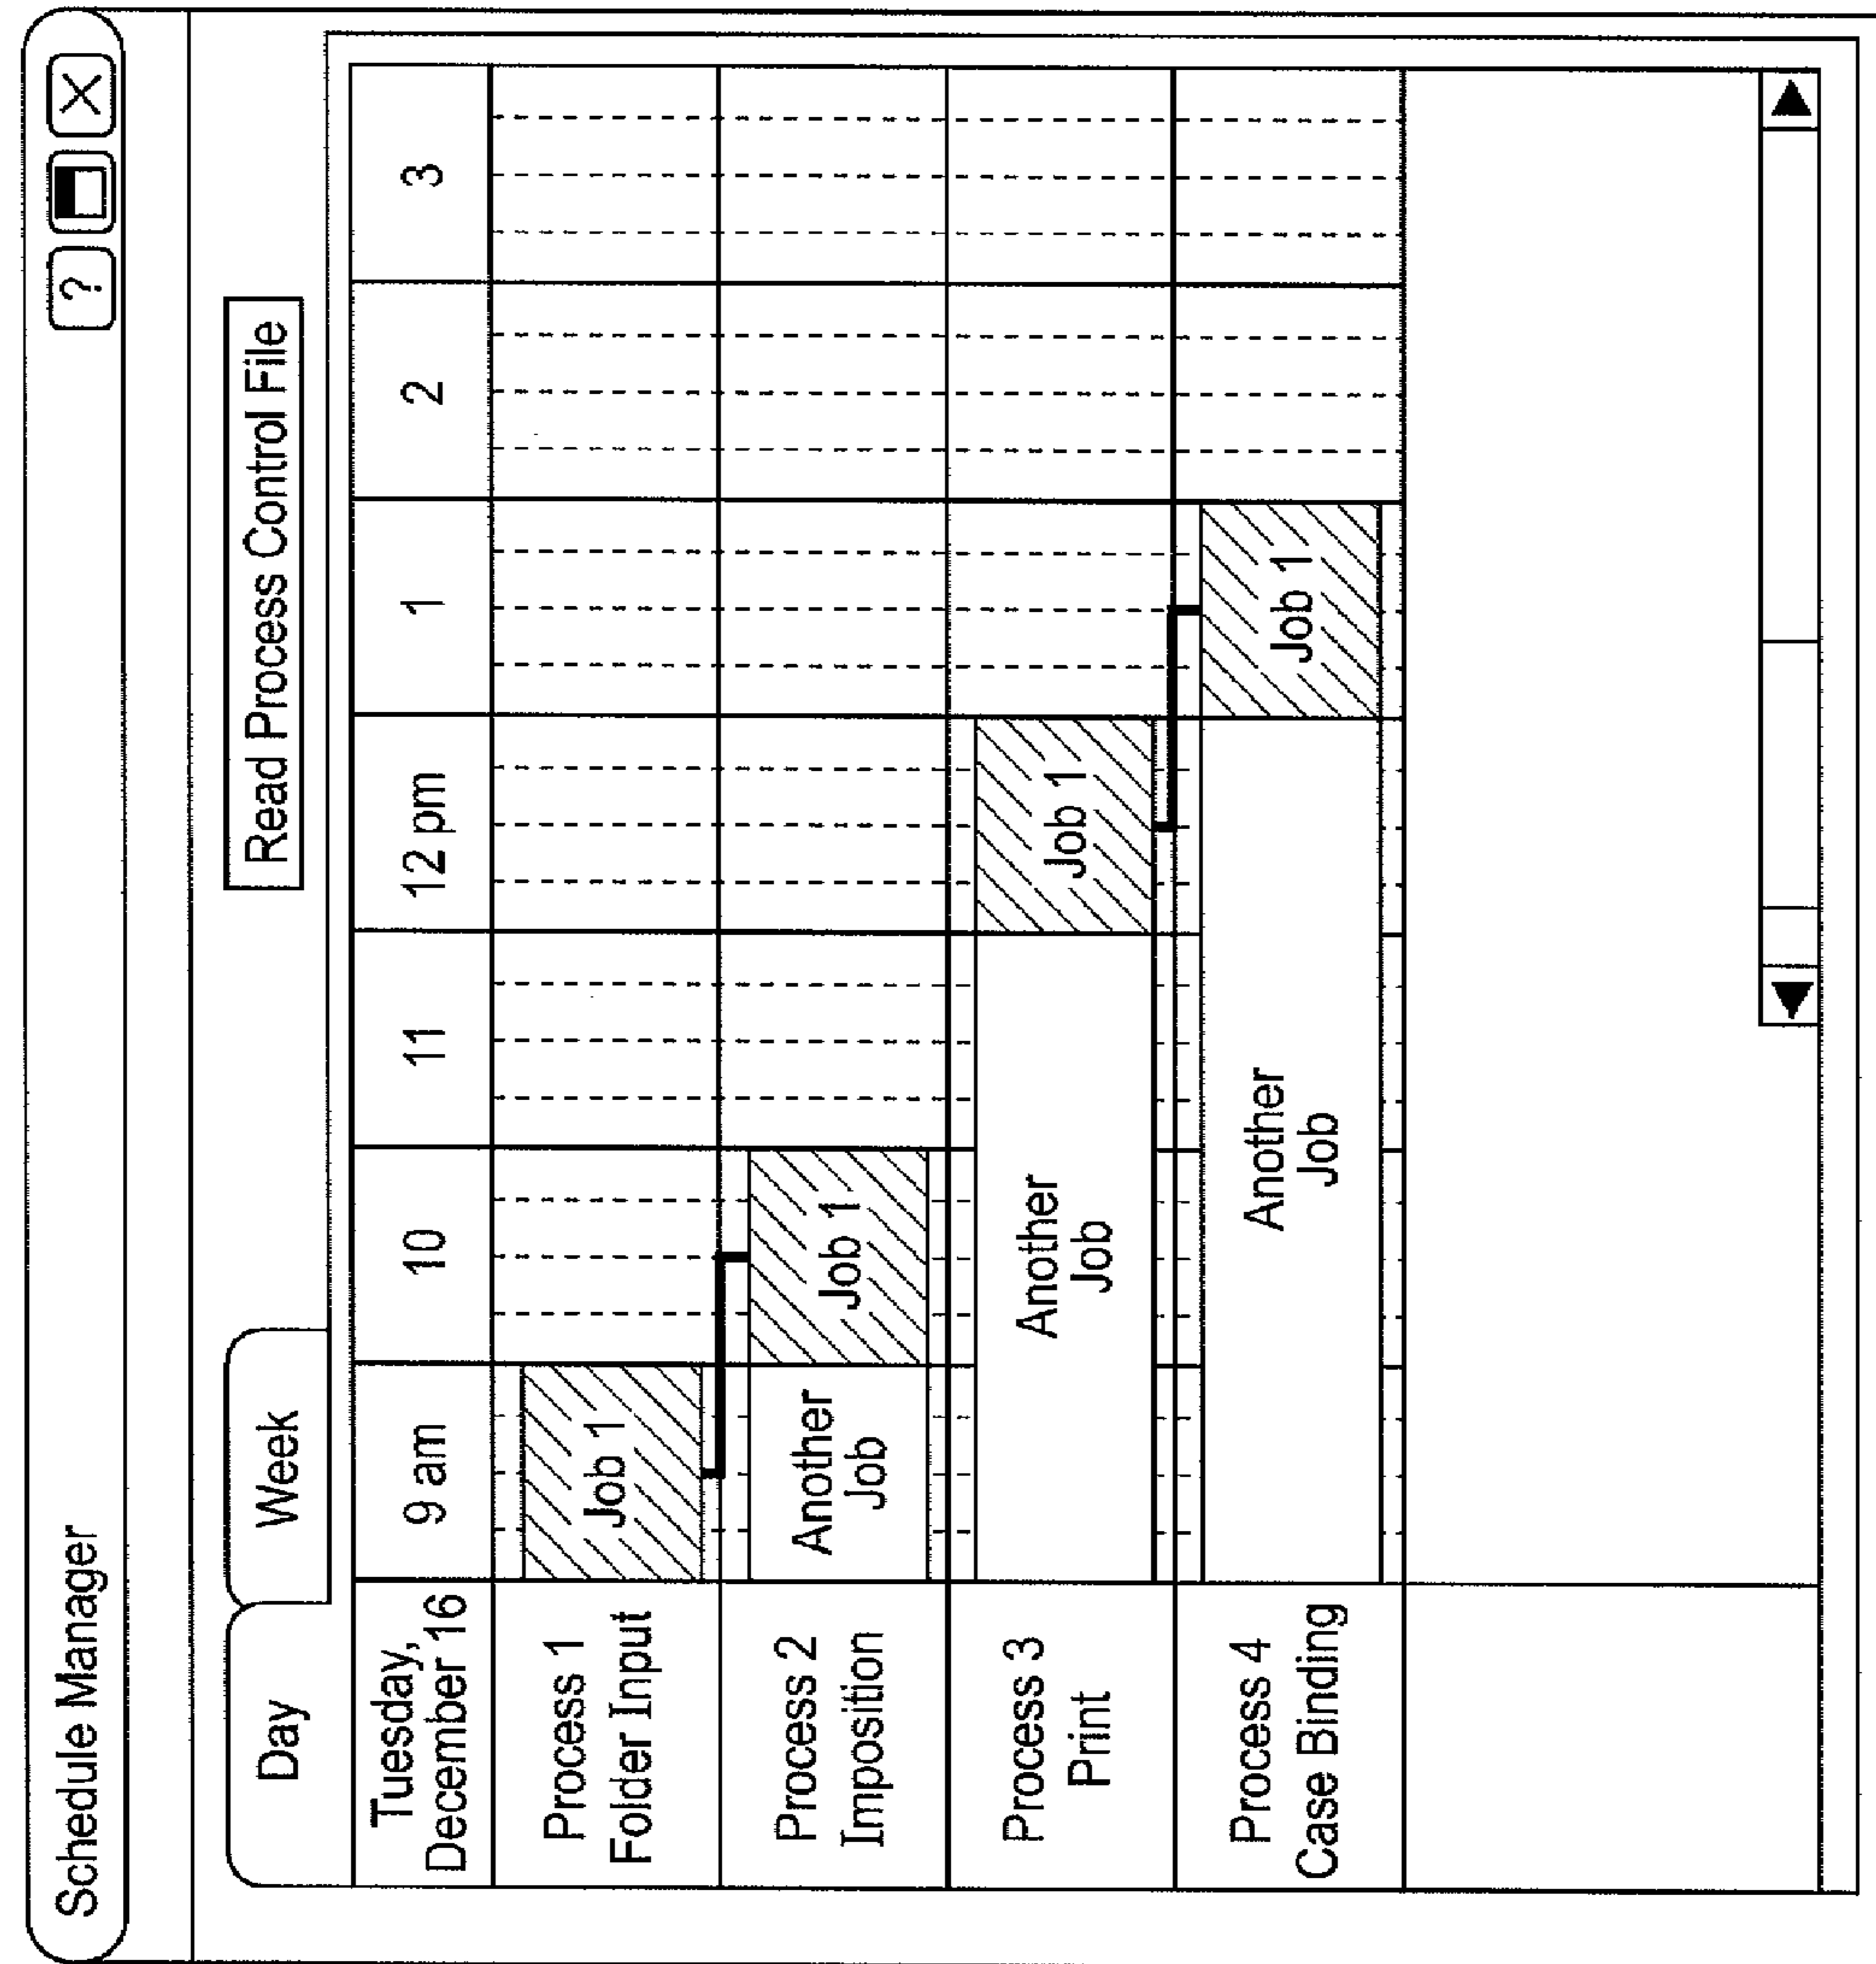 Schedule Manager
?
X
Day
Week
Read Process Control File
Tuesday,
December 16
9 am
10
11
12 pm
1
2
3
Process 1
Folder Input
Job 1
Process 2
Imposition
Another
Job
Job 1
Process 3
Print
Another
Job
Job 1
Process 4
Case Binding
Another
Job
Job 1